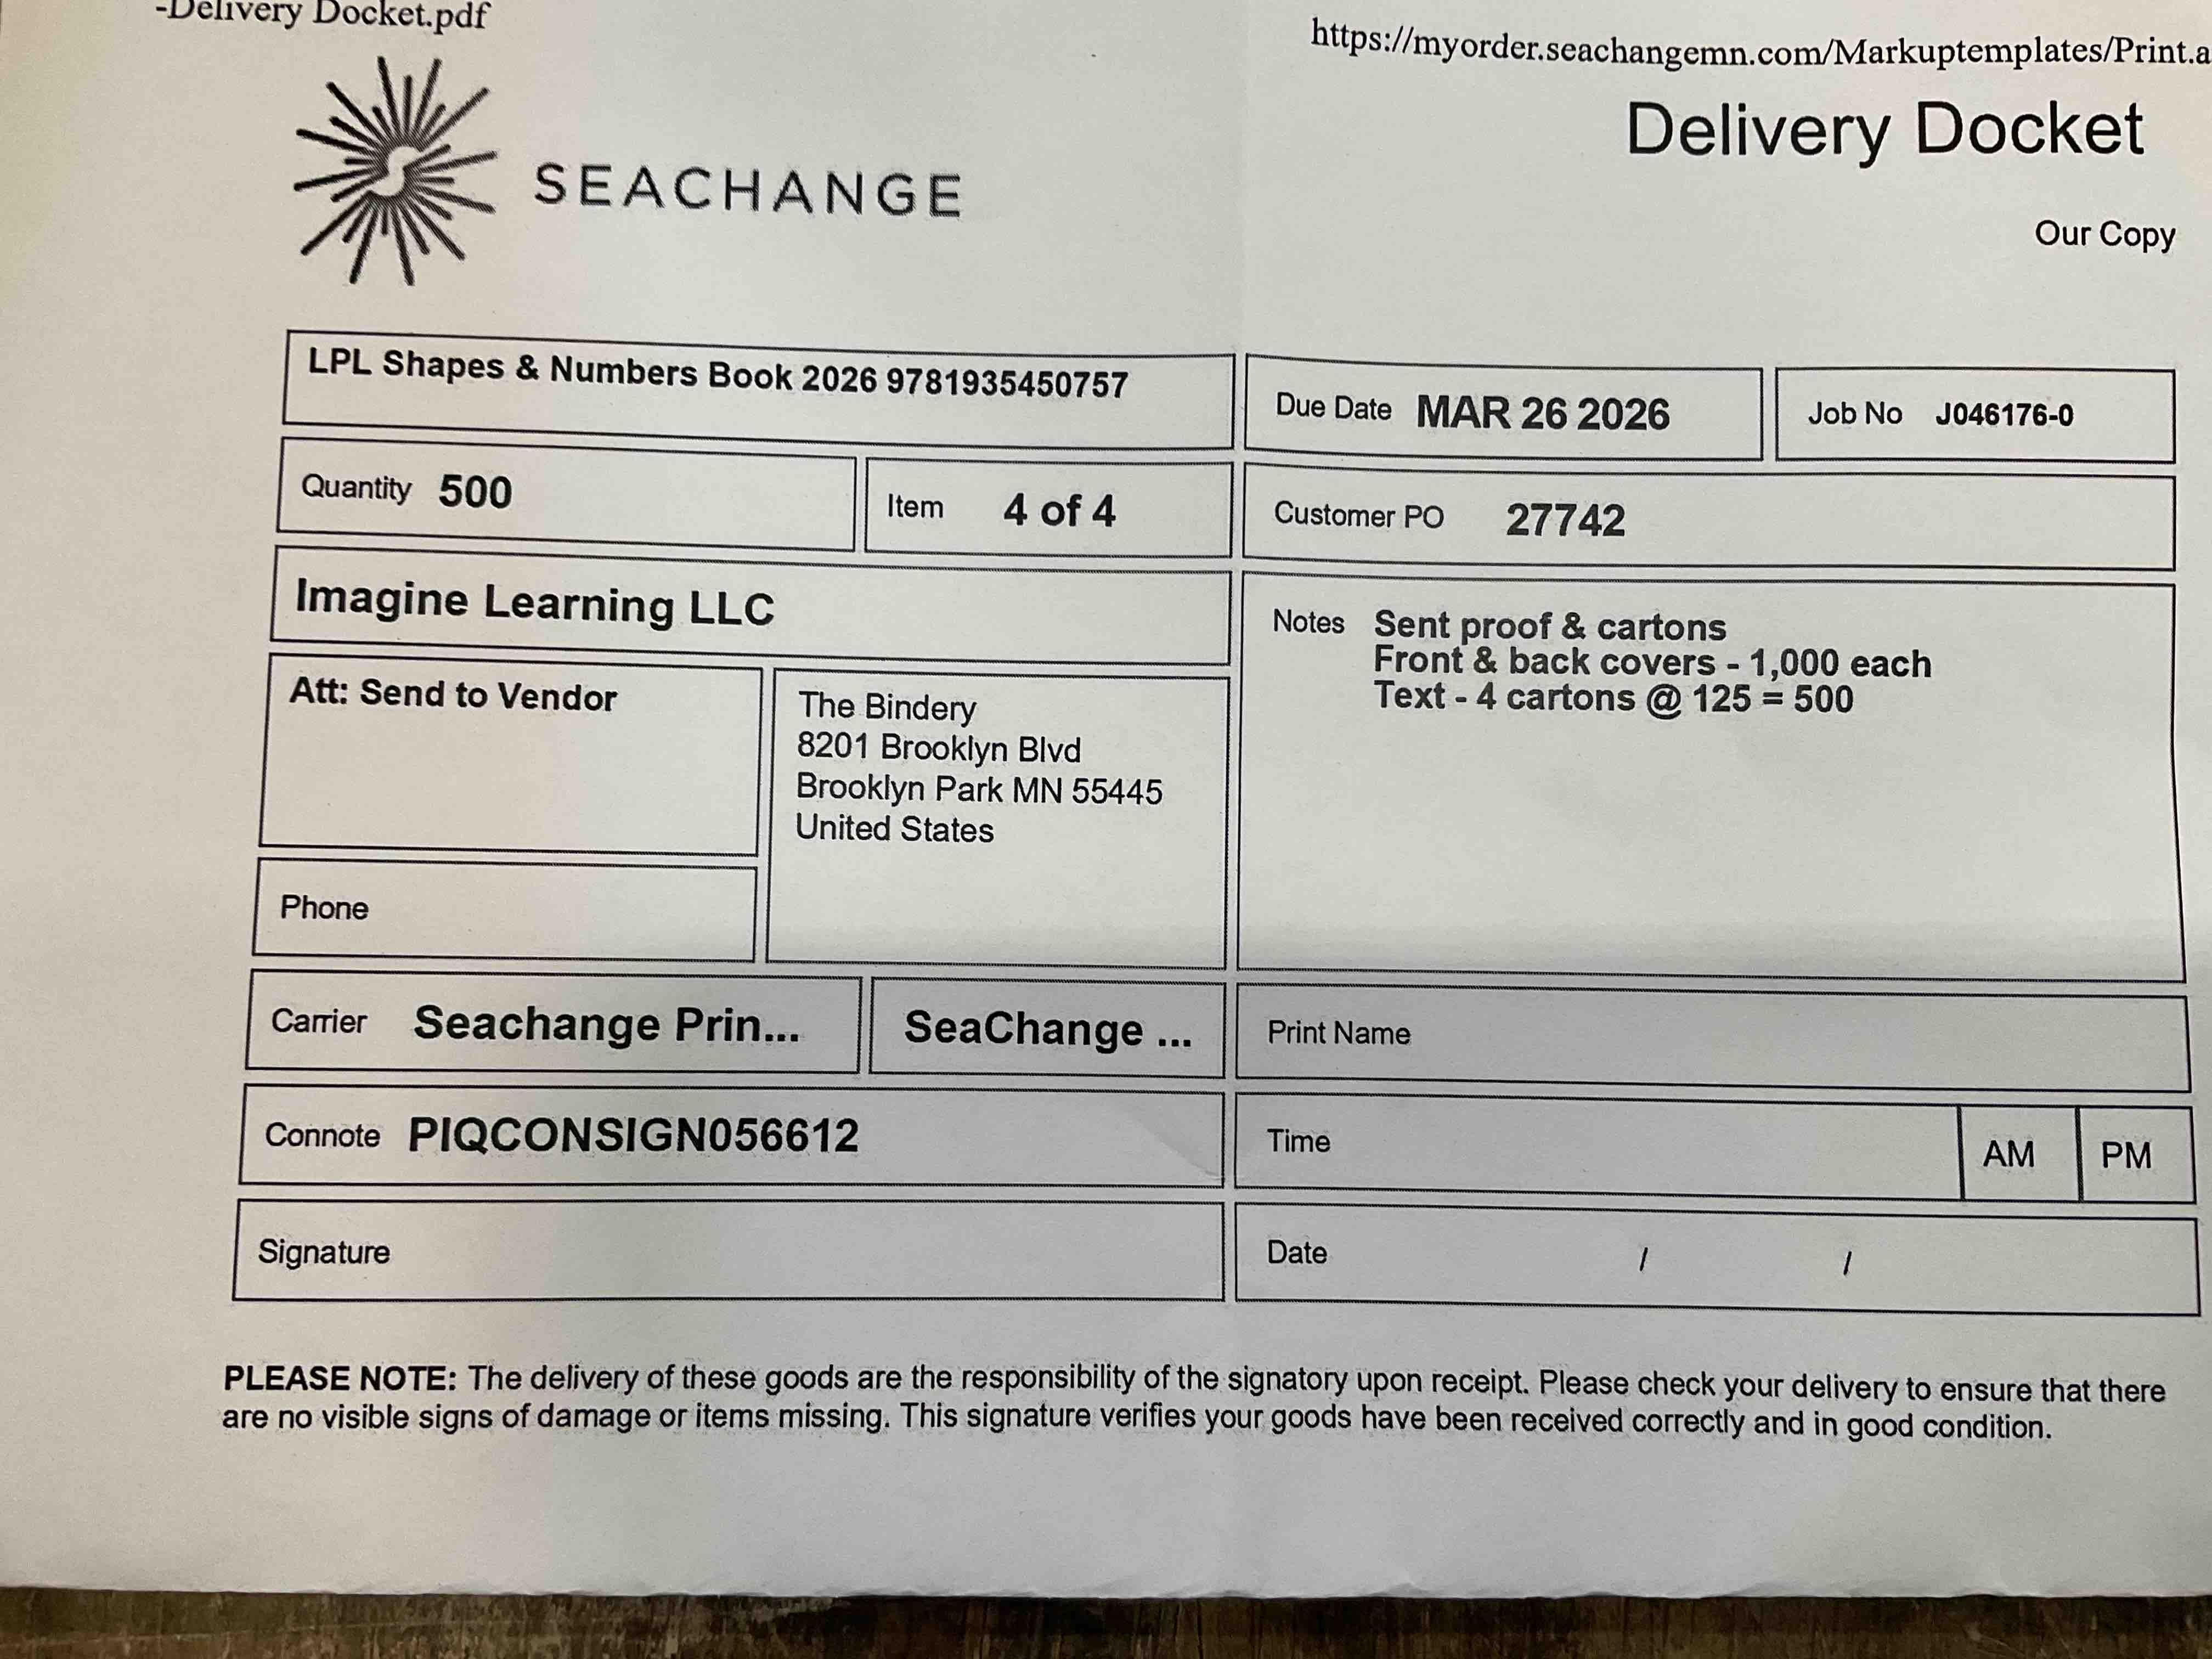 -Delivery Docket.pdf
https://myorder.seachangemn.com/Markuptemplates/Print.a
SEACHANGE
Delivery Docket
Our Copy
LPL Shapes & Numbers Book 2026 9781935450757
Due Date MAR 26 2026
Job No J046176-0
Quantity 500
Item 4 of 4
Customer PO 27742
Imagine Learning LLC
Notes Sent proof & cartons
Front & back covers - 1,000 each
Text - 4 cartons @ 125 = 500
Att: Send to Vendor
The Bindery
8201 Brooklyn Blvd
Brooklyn Park MN 55445
United States
Phone
Carrier Seachange Prin...
SeaChange ...
Print Name
Connote PIQCONSIGN056612
Time
AM
PM
Signature
Date / /
PLEASE NOTE: The delivery of these goods are the responsibility of the signatory upon receipt. Please check your delivery to ensure that there
are no visible signs of damage or items missing. This signature verifies your goods have been received correctly and in good condition.